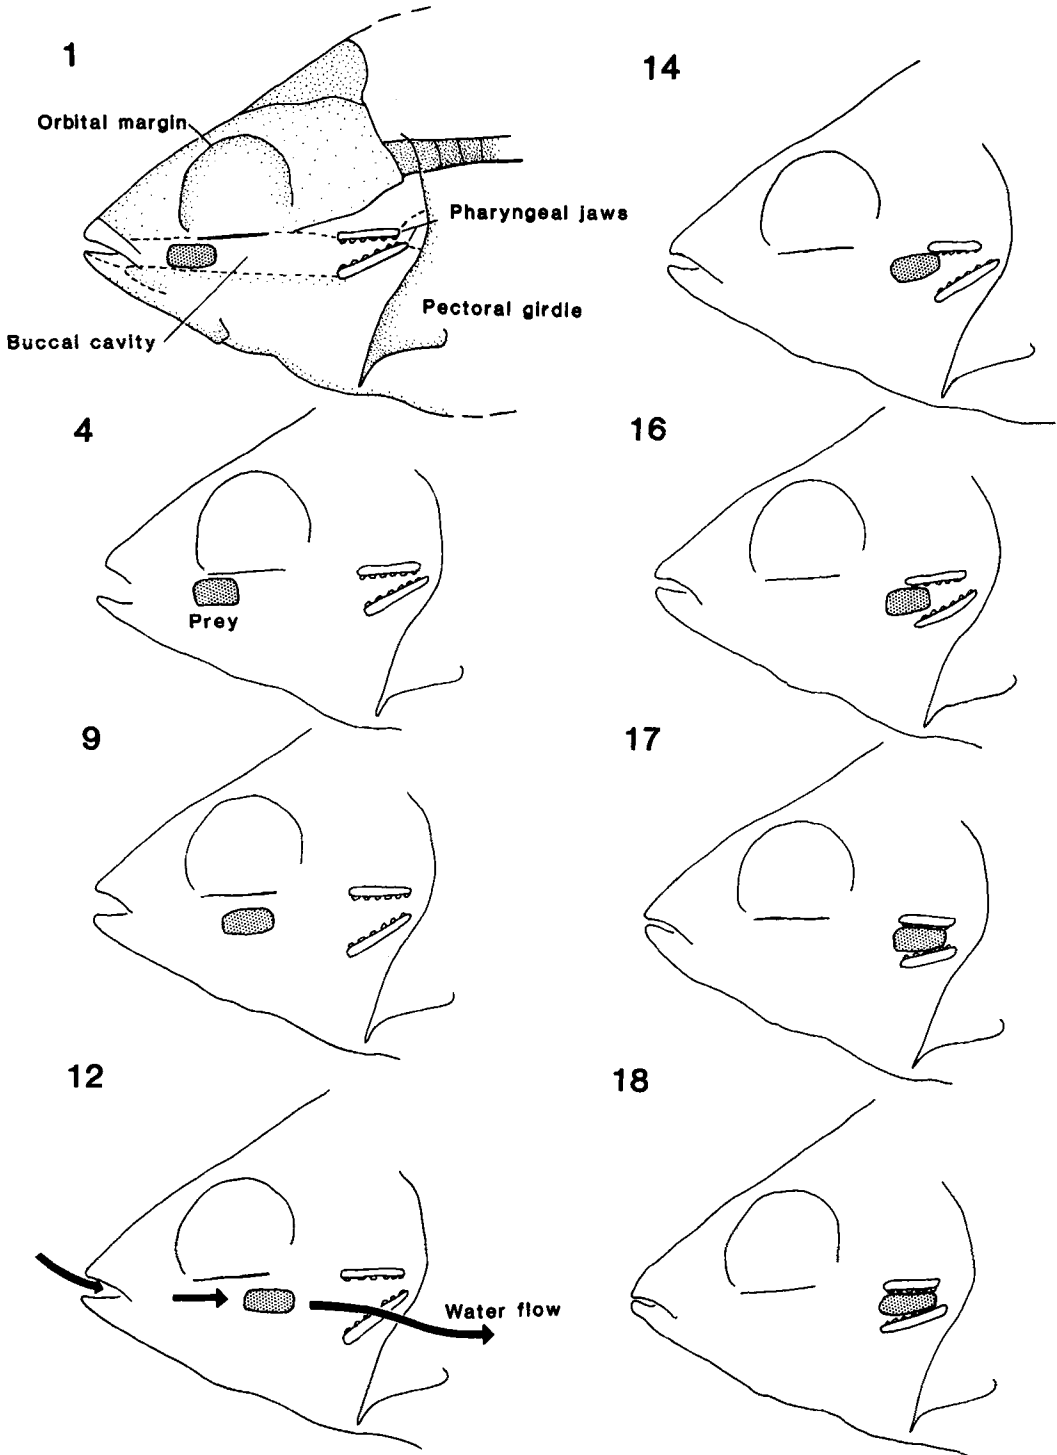 1
Orbital margin
Pharyngeal jaws
Pectoral girdle
Buccal cavity
4
Prey
9
12
Water flow
14
16
17
18